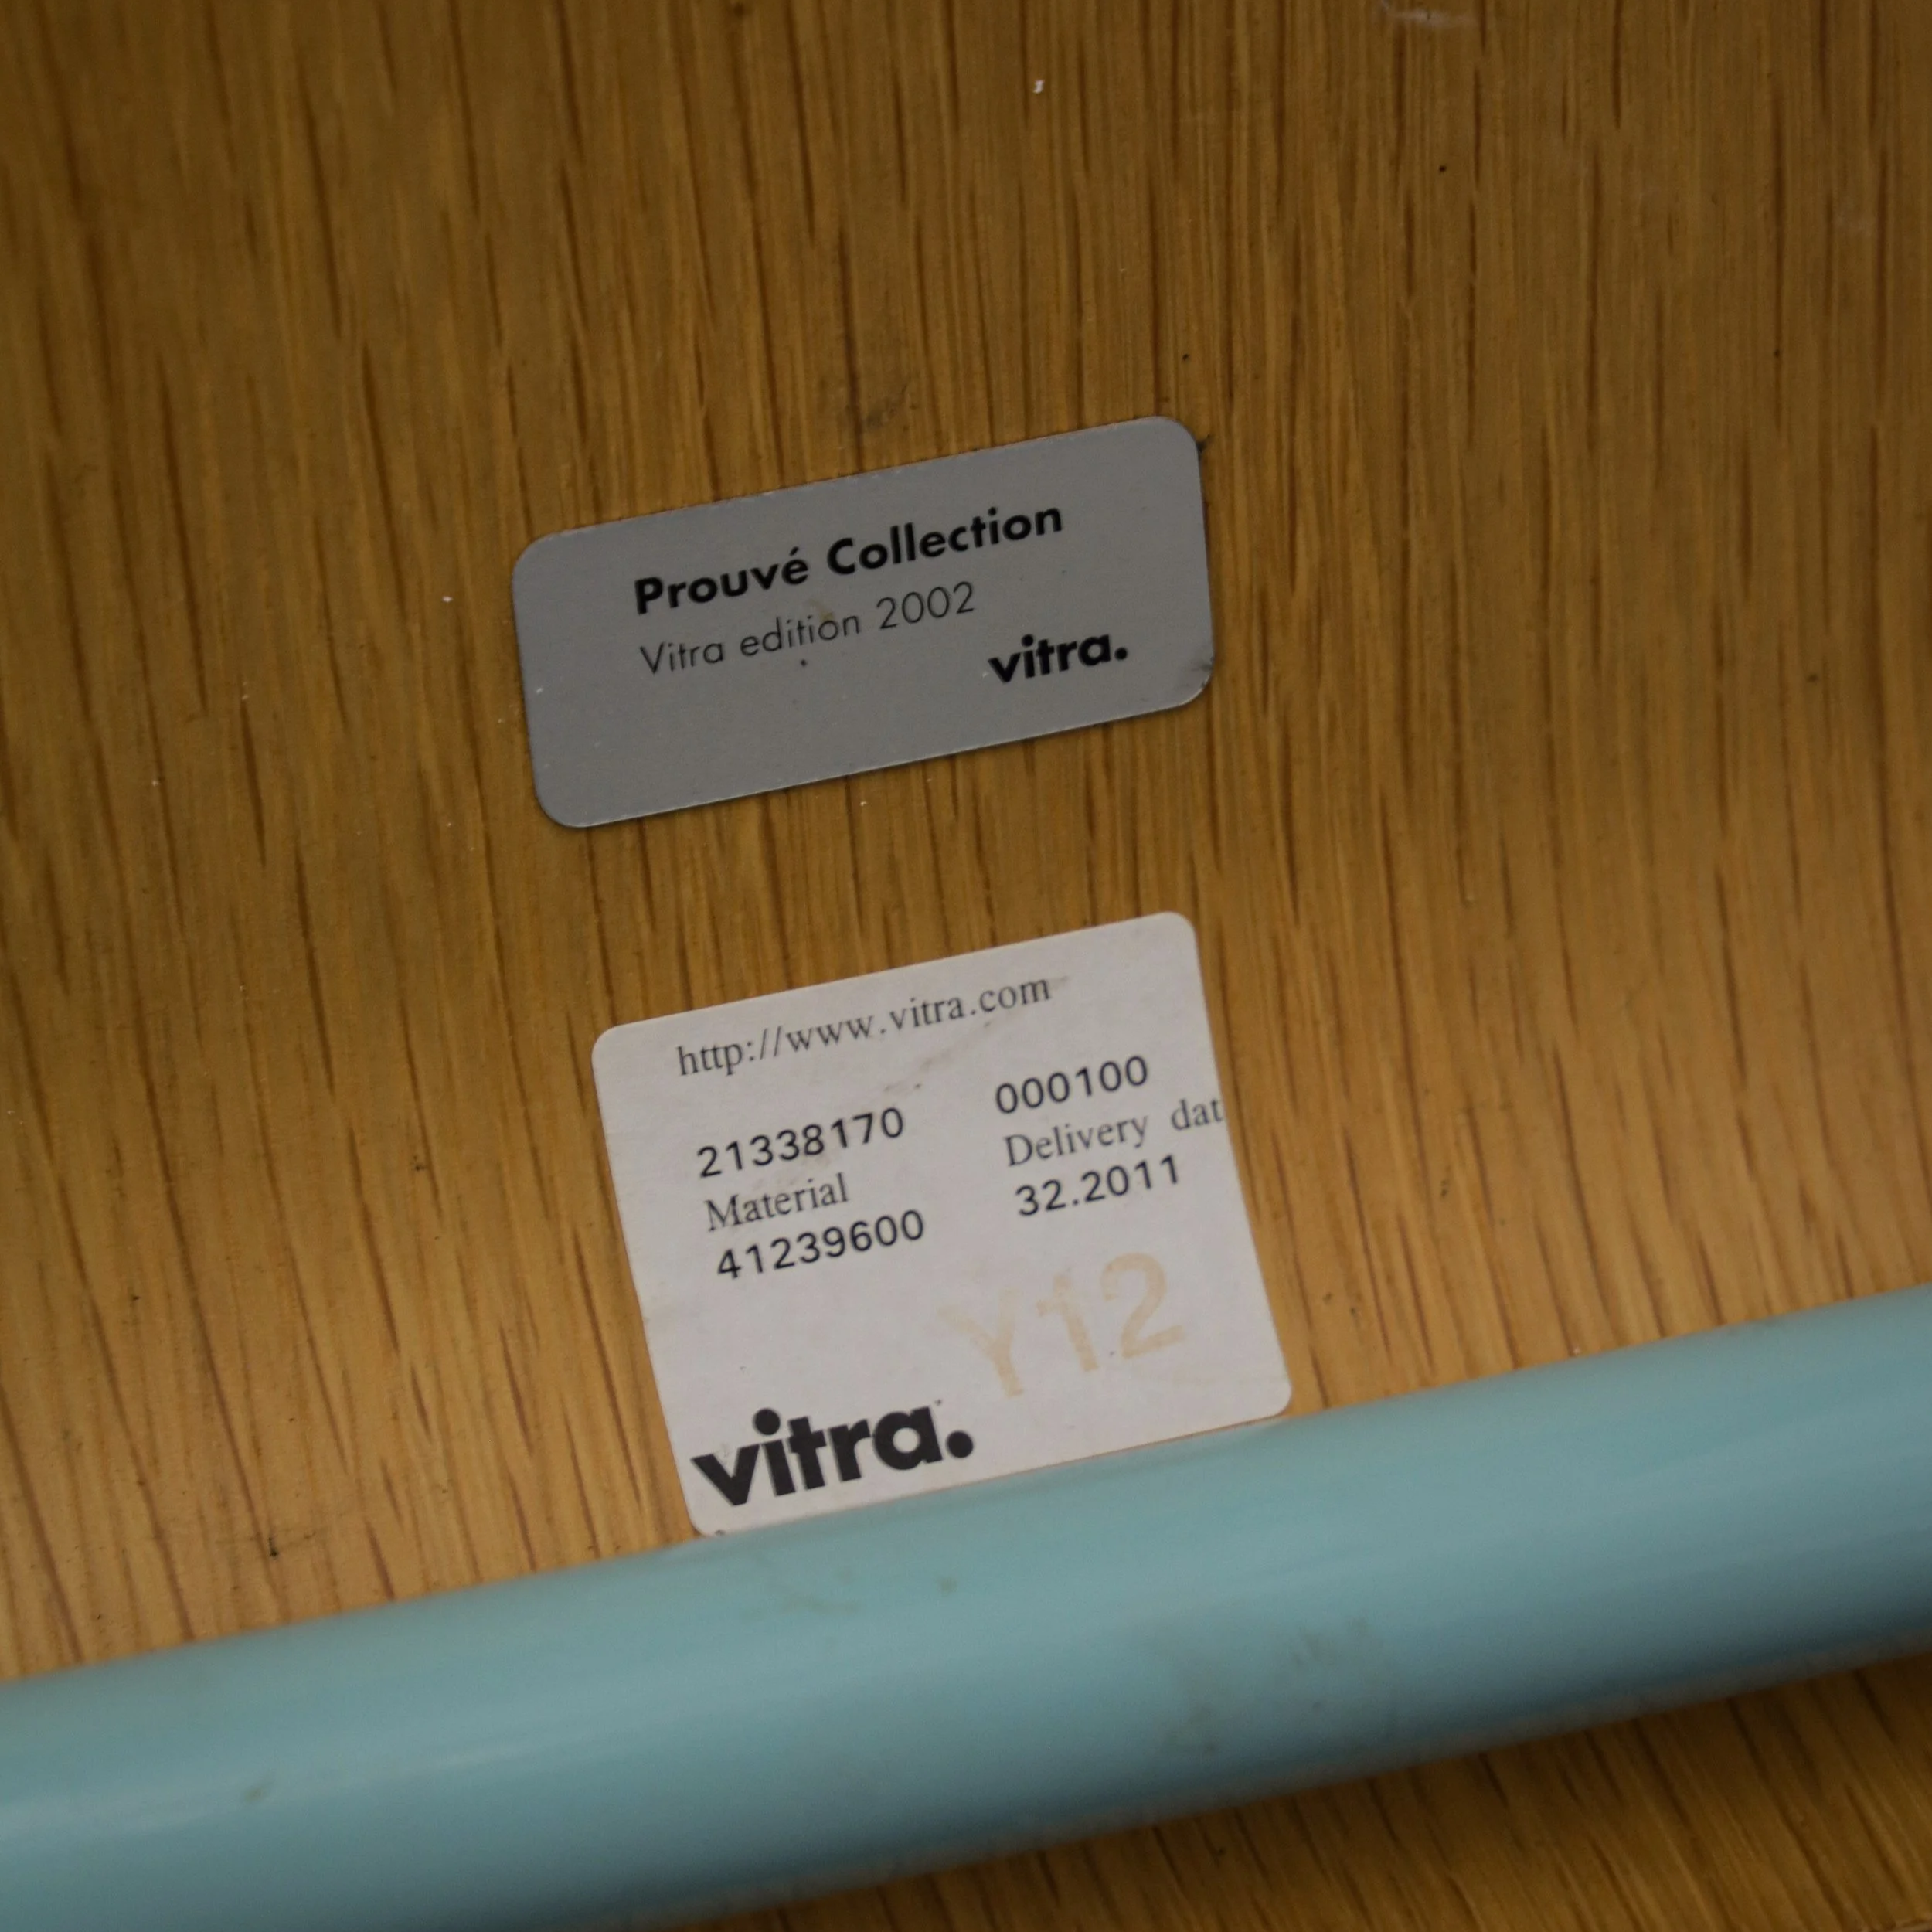 Prouvé Collection
Vitra edition 2002
vitra.
http://www.vitra.com
21338170 000100
Material Delivery dat
41239600 32.2011
Y12
vitra.